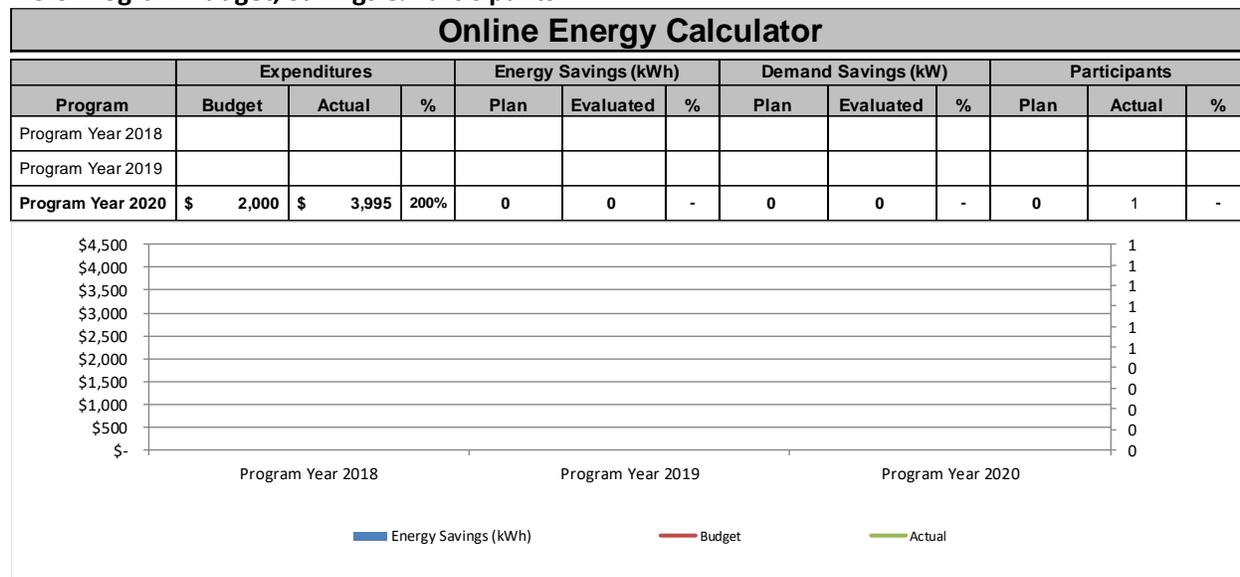 Online Energy Calculator
Expenditures Energy Savings (kWh) Demand Savings (kW) Participants
Program Budget Actual % Plan Evaluated % Plan Evaluated % Plan Actual %
Program Year 2018
Program Year 2019
Program Year 2020 $ 2,000 $ 3,995 200% 0 0 - 0 0 - 0 1 -
$4,500 1
$4,000 1
$3,500 1
$3,000 1
$2,500 1
$2,000 1
$1,500 0
$1,000 0
$500 0
$- 0
0
Program Year 2018 Program Year 2019 Program Year 2020
Energy Savings (kWh) Budget Actual